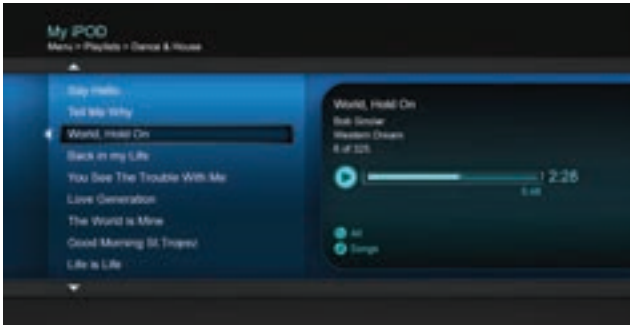 My iPOD
Menu > Playlists > Dance & House
Say Hello
Tell Me Why
World, Hold On
Back in my Life
You See The Trouble With Me
Love Generation
The World is Mine
Good Morning St.Tropez
Life is Life
World, Hold On
Bob Sinclar
Western Dream
6 of 325
2:26
All
Songs